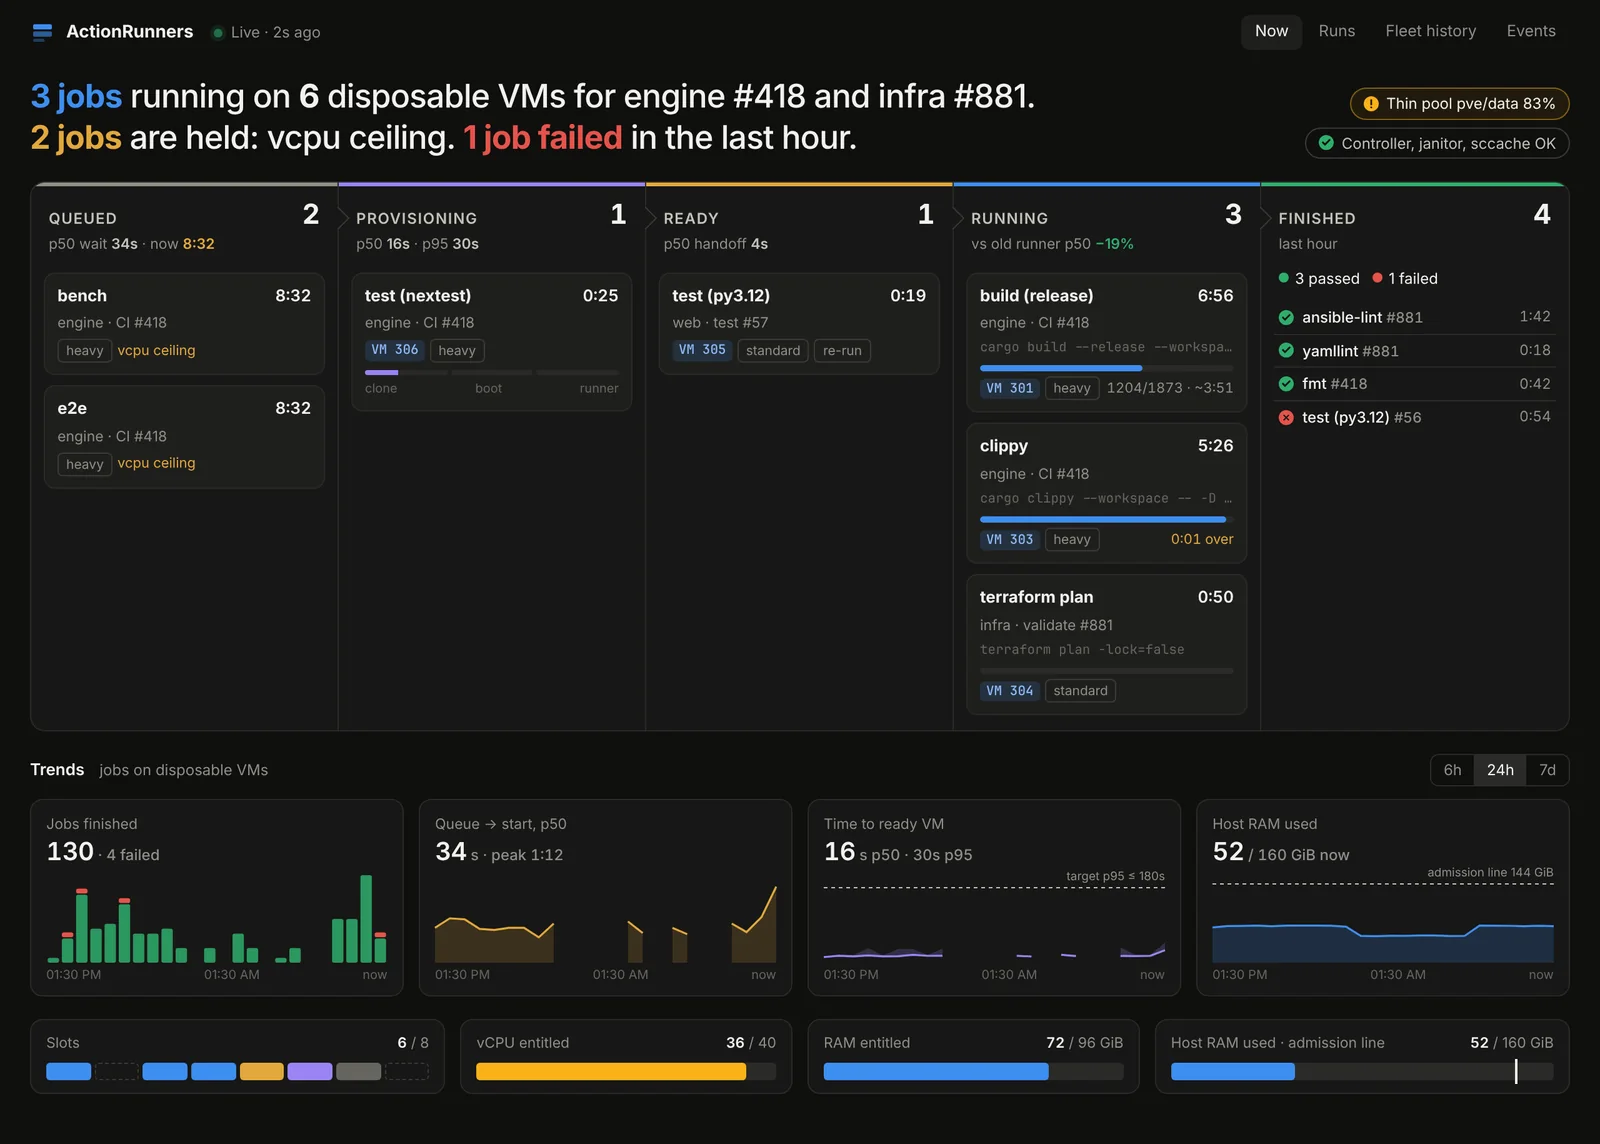 ActionRunners
Live · 2s ago
Now
Runs
Fleet history
Events
3 jobs running on 6 disposable VMs for engine #418 and infra #881.
2 jobs are held: vcpu ceiling. 1 job failed in the last hour.
Thin pool pve/data 83%
Controller, janitor, sccache OK
QUEUED 2
p50 wait 34s · now 8:32
bench 8:32
engine · CI #418
heavy vcpu ceiling
e2e 8:32
engine · CI #418
heavy vcpu ceiling
PROVISIONING 1
p50 16s · p95 30s
test (nextest) 0:25
engine · CI #418
VM 306 heavy
clone boot runner
READY 1
p50 handoff 4s
test (py3.12) 0:19
web · test #57
VM 305 standard re-run
RUNNING 3
vs old runner p50 −19%
build (release) 6:56
engine · CI #418
cargo build --release --workspa…
VM 301 heavy 1204/1873 · ~3:51
clippy 5:26
engine · CI #418
cargo clippy --workspace -- -D …
VM 303 heavy 0:01 over
terraform plan 0:50
infra · validate #881
terraform plan -lock=false
VM 304 standard
FINISHED 4
last hour
3 passed 1 failed
ansible-lint #881 1:42
yamllint #881 0:18
fmt #418 0:42
test (py3.12) #56 0:54
Trends jobs on disposable VMs
6h 24h 7d
Jobs finished
130 · 4 failed
01:30 PM 01:30 AM now
Queue → start, p50
34 s · peak 1:12
01:30 PM 01:30 AM now
Time to ready VM
16 s p50 · 30s p95
target p95 ≤ 180s
01:30 PM 01:30 AM now
Host RAM used
52 / 160 GiB now
admission line 144 GiB
01:30 PM 01:30 AM now
Slots 6 / 8
vCPU entitled 36 / 40
RAM entitled 72 / 96 GiB
Host RAM used · admission line 52 / 160 GiB